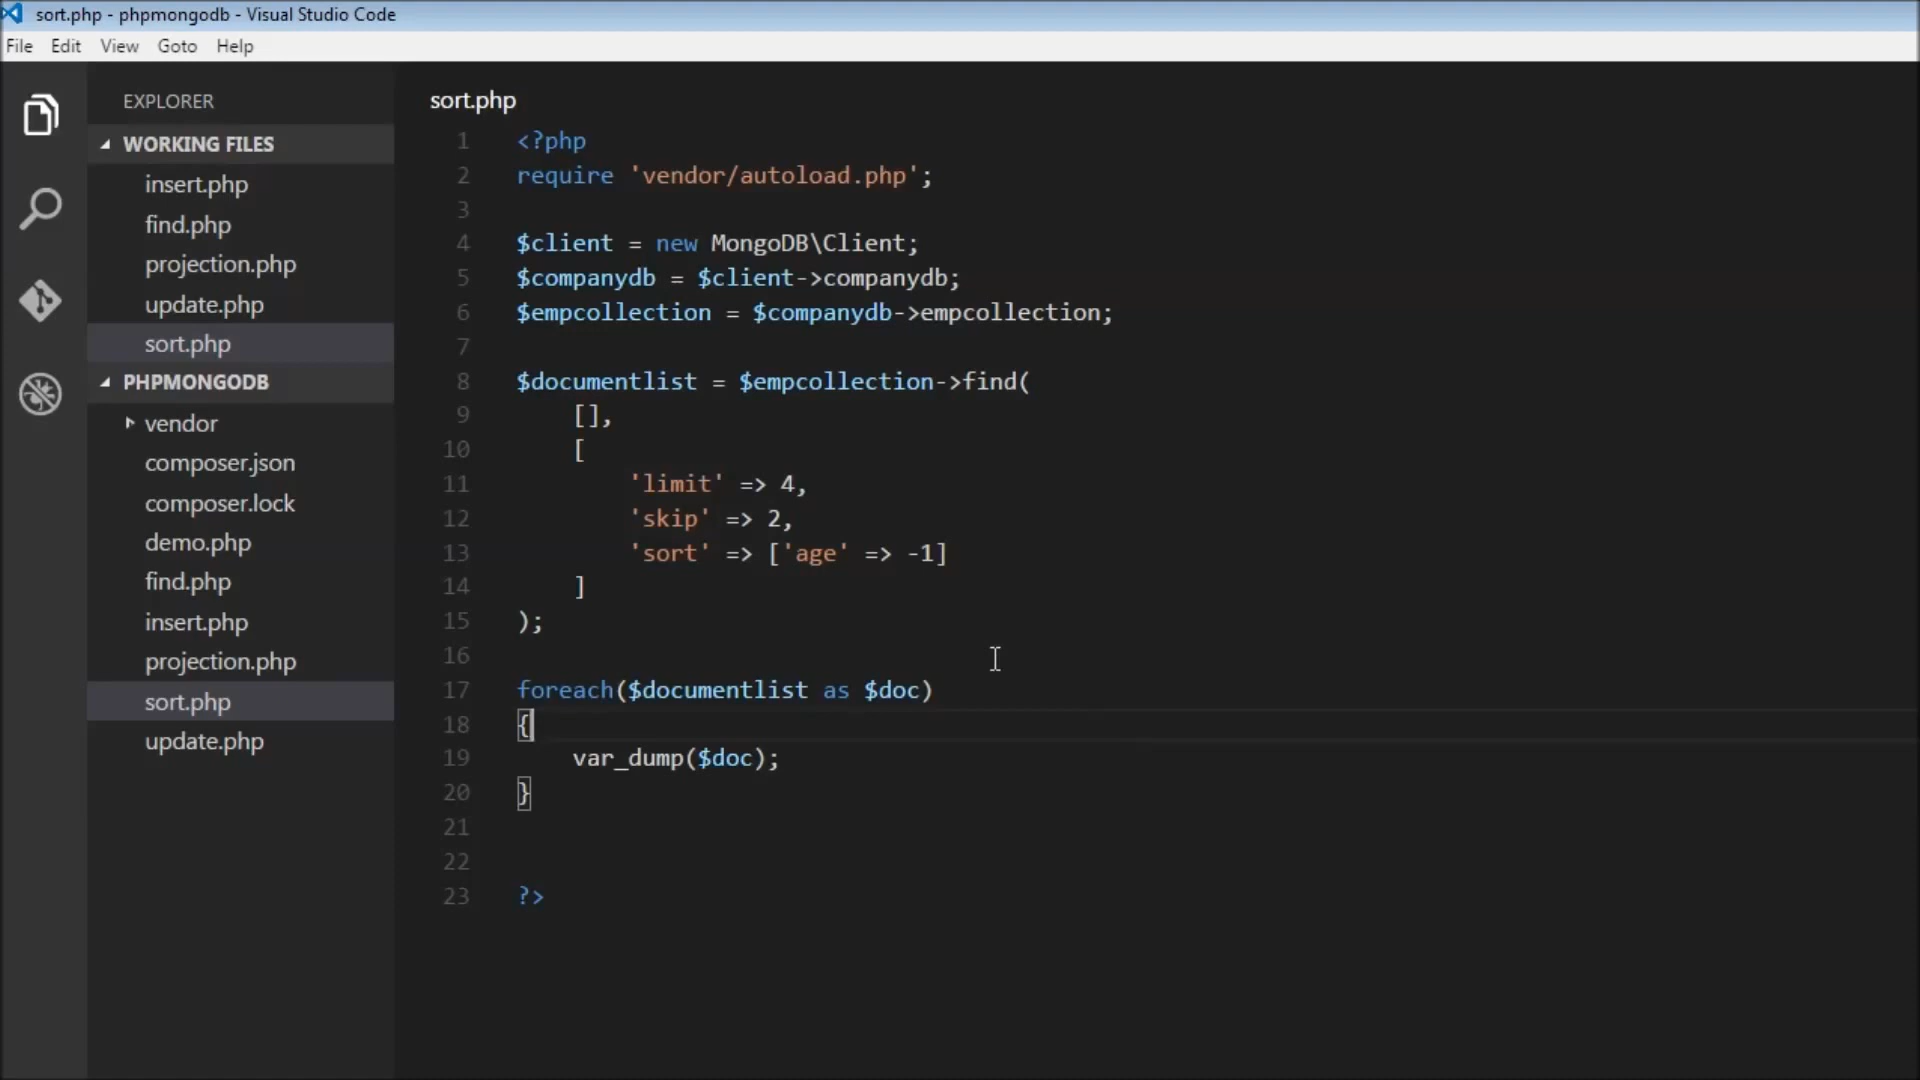 sort.php - phpmongodb - Visual Studio Code
File Edit View Goto Help
EXPLORER
WORKING FILES
insert.php
find.php
projection.php
update.php
sort.php
PHPMONGODB
vendor
composer.json
composer.lock
demo.php
find.php
insert.php
projection.php
sort.php
update.php
sort.php
1 <?php
2 require 'vendor/autoload.php';
3
4 $client = new MongoDB\Client;
5 $companydb = $client->companydb;
6 $empcollection = $companydb->empcollection;
7
8 $documentlist = $empcollection->find(
9     [],
10     [
11         'limit' => 4,
12         'skip' => 2,
13         'sort' => ['age' => -1]
14     ]
15 );
16
17 foreach($documentlist as $doc)
18 {
19     var_dump($doc);
20 }
21
22
23 ?>